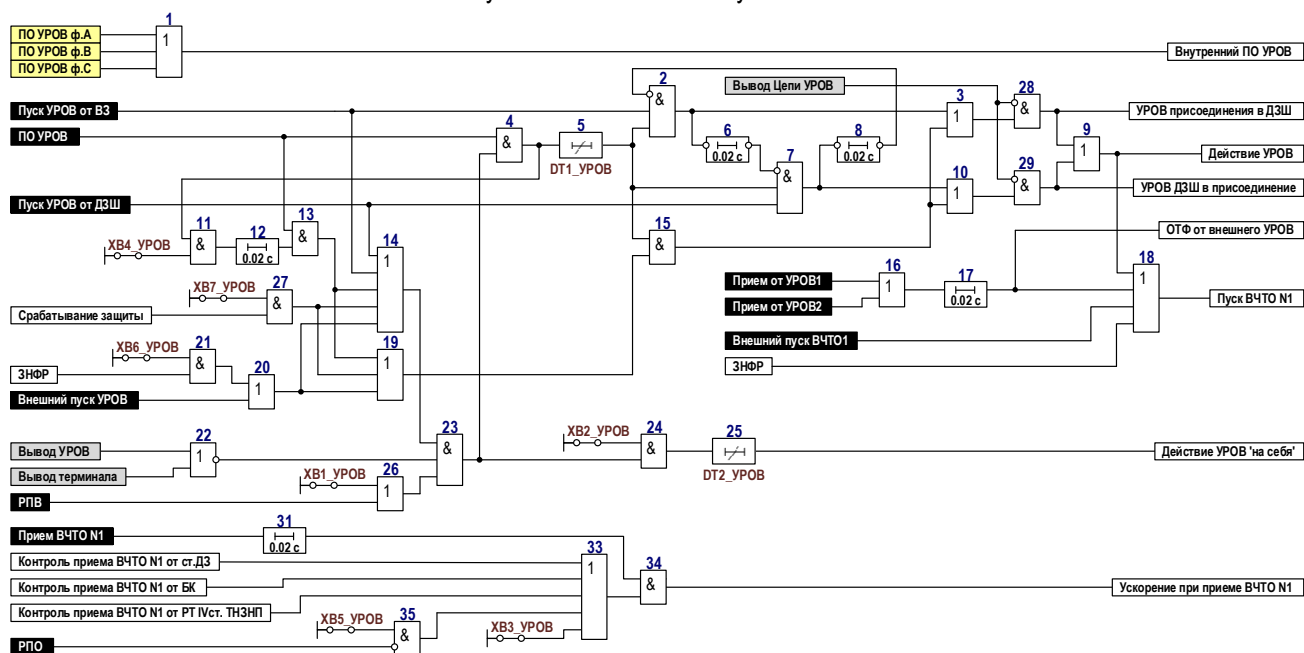 1
ПО УРОВ ф.А
ПО УРОВ ф.В
ПО УРОВ ф.С
1
Внутренний ПО УРОВ
2
Вывод Цепи УРОВ
28
3
&
&
Пуск УРОВ от ВЗ
УРОВ присоединения в ДЗШ
ПО УРОВ
4
5
6
8
1
9
&
0.02 с
0.02 с
1
Действие УРОВ
DT1_УРОВ
7
&
10
29
&
1
УРОВ ДЗШ в присоединение
Пуск УРОВ от ДЗШ
11
12
13
15
&
XB4_УРОВ
&
0.02 с
&
14
ОТФ от внешнего УРОВ
1
18
XB7_УРОВ
27
&
Прием от УРОВ1
16
17
1
1
Прием от УРОВ2
0.02 с
Пуск ВЧТО N1
Срабатывание защиты
XB6_УРОВ
21
&
19
1
Внешний пуск ВЧТО1
ЗНФР
20
ЗНФР
1
Внешний пуск УРОВ
22
23
XB2_УРОВ
24
25
Вывод УРОВ
1
&
&
Действие УРОВ 'на себя'
Вывод терминала
XB1_УРОВ
26
DT2_УРОВ
1
РПВ
Прием ВЧТО N1
31
0.02 с
33
Контроль приема ВЧТО N1 от ст.ДЗ
1
34
&
Контроль приема ВЧТО N1 от БК
Ускорение при приеме ВЧТО N1
Контроль приема ВЧТО N1 от РТ IVст. ТНЗНП
XB5_УРОВ
35
XB3_УРОВ
&
РПО